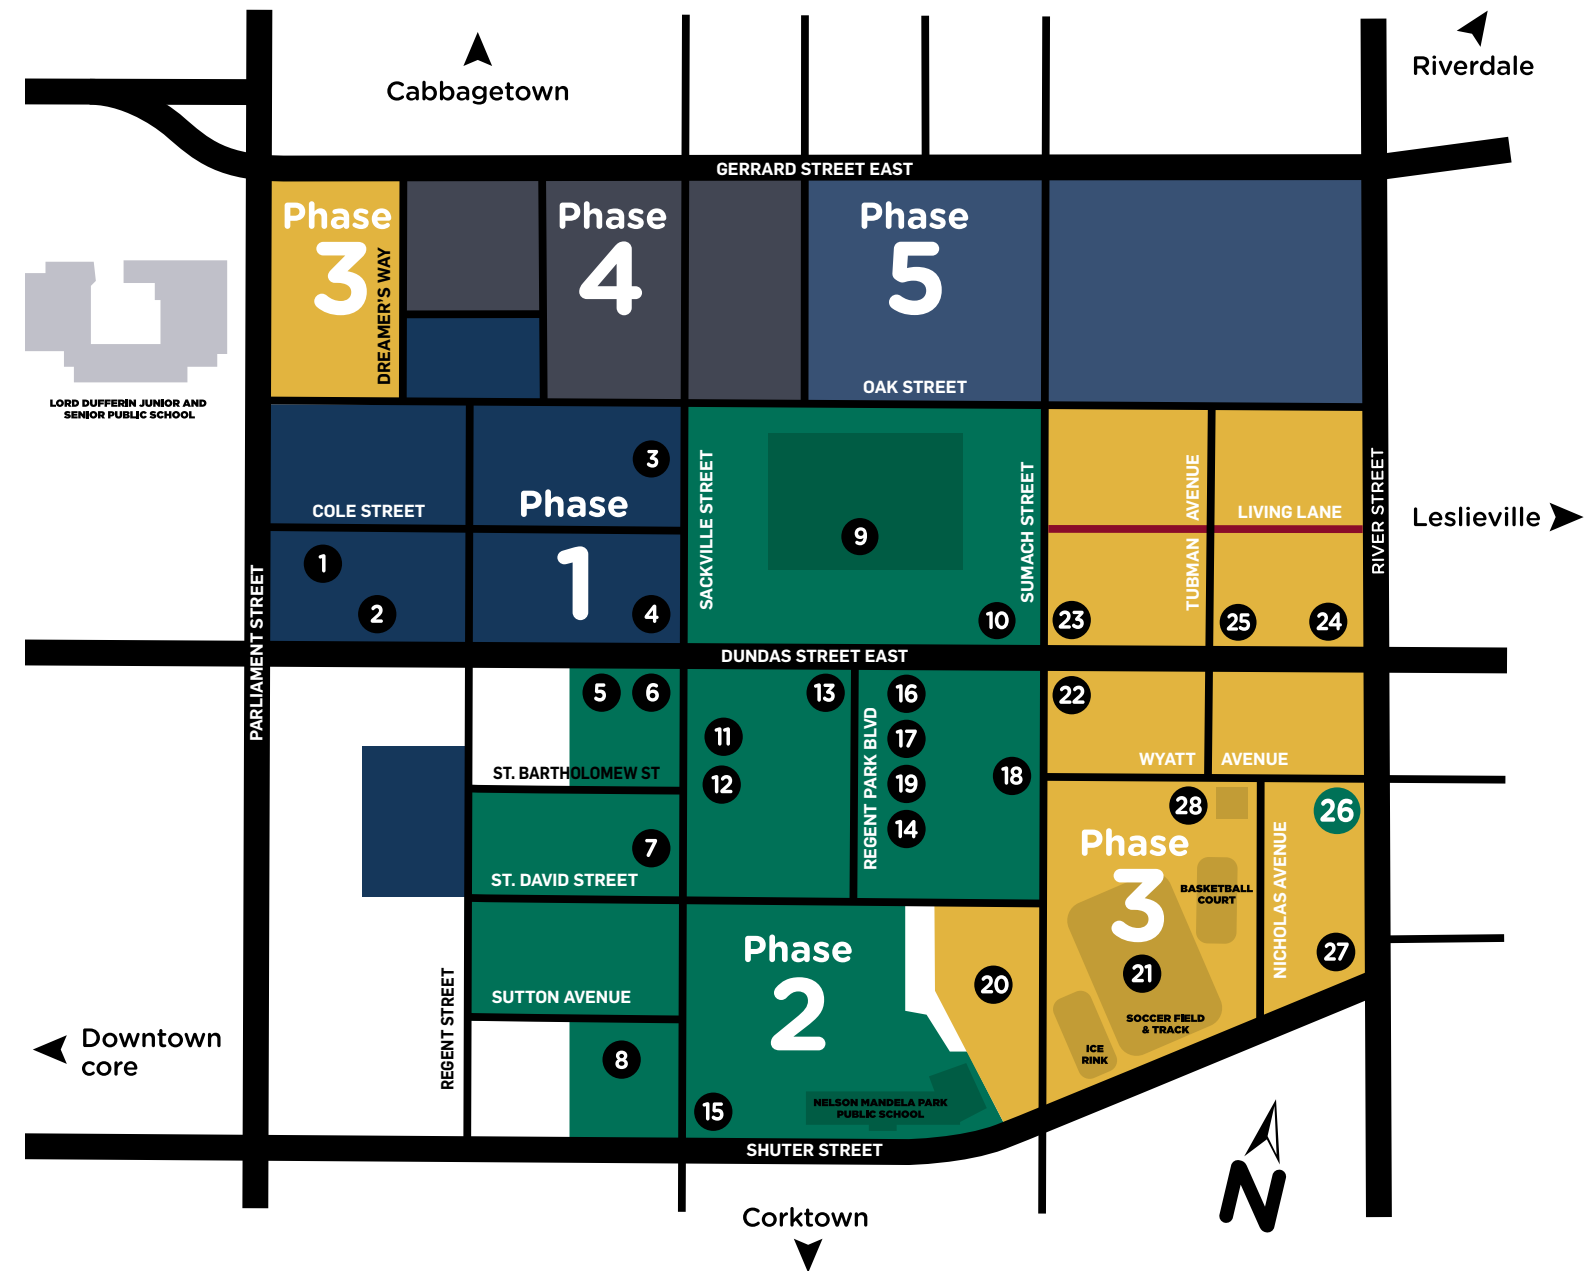 Cabbagetown
Riverdale
GERRARD STREET EAST
Phase
3
DREAMER'S WAY
Phase
4
Phase
5
OAK STREET
LORD DUFFERIN JUNIOR AND
SENIOR PUBLIC SCHOOL
3
Phase
1
COLE STREET
1
2
4
SACKVILLE STREET
9
10
SUMACH STREET
TUBMAN AVENUE
LIVING LANE
23
25
24
RIVER STREET
Leslieville
PARLIAMENT STREET
DUNDAS STREET EAST
5
6
ST. BARTHOLOMEW ST
7
ST. DAVID STREET
11
12
13
REGENT PARK BLVD
16
17
19
14
18
22
WYATT AVENUE
28
26
Phase
3
BASKETBALL
COURT
NICHOLAS AVENUE
27
21
SOCCER FIELD
& TRACK
ICE
RINK
Phase
2
20
SUTTON AVENUE
REGENT STREET
8
15
NELSON MANDELA PARK
PUBLIC SCHOOL
Downtown
core
SHUTER STREET
Corktown
N